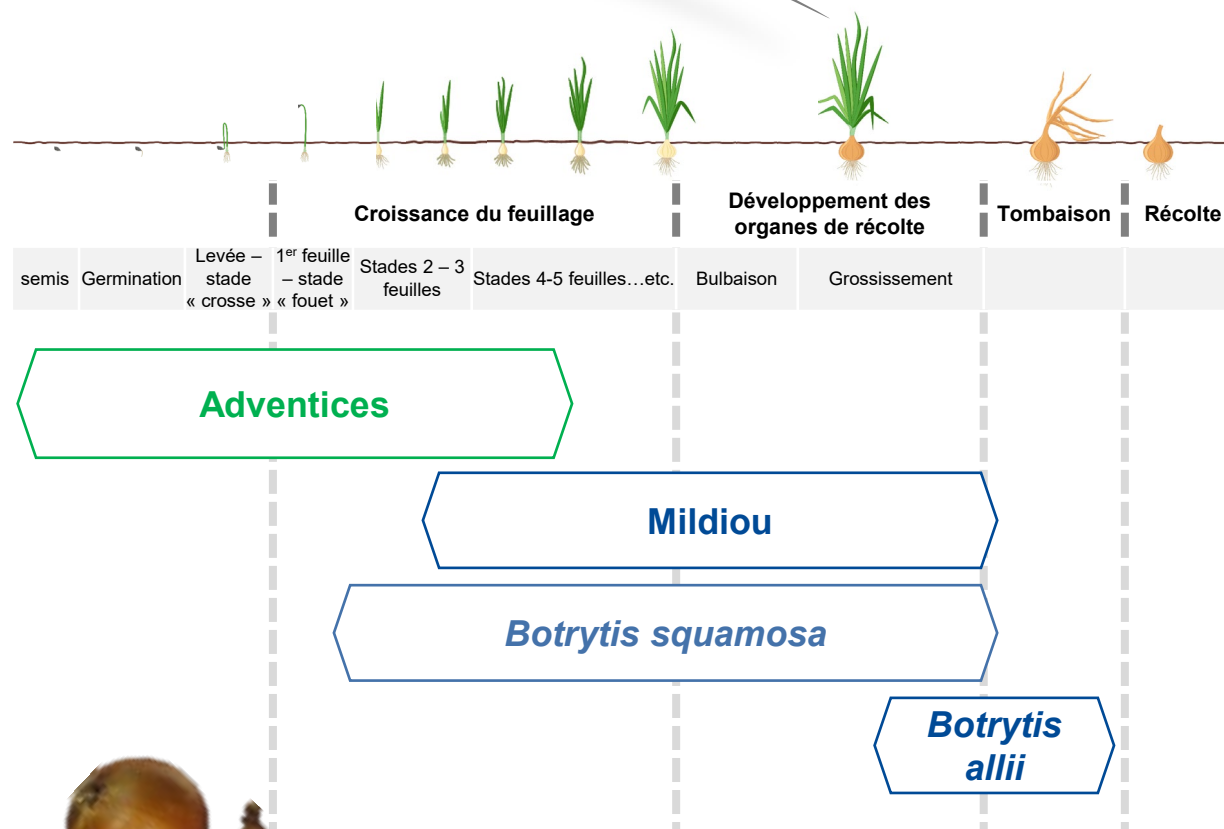 Croissance du feuillage
Développement des
organes de récolte
Tombaison
Récolte
semis
Germination
Levée –
stade
« crosse »
1er feuille
– stade
« fouet »
Stades 2 – 3
feuilles
Stades 4-5 feuilles…etc.
Bulbaison
Grossissement
Adventices
Mildiou
Botrytis squamosa
Botrytis
allii